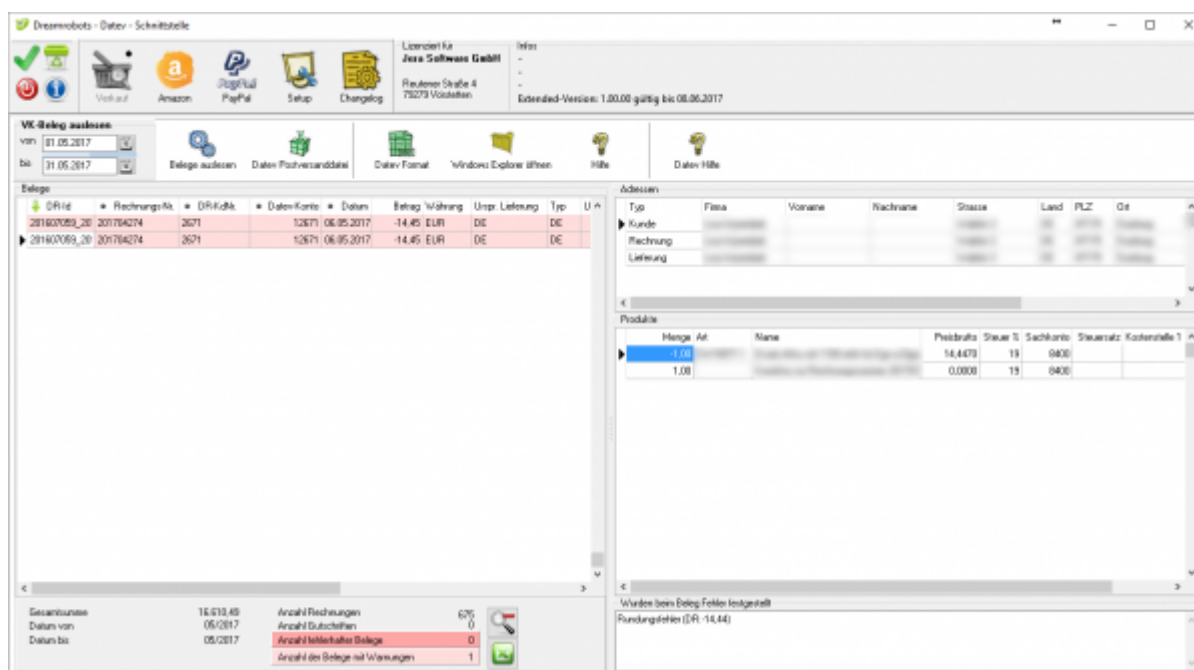 Dreamrobots - Datev - Schnittstelle
Verkauf
Amazon
PayPal
Setup
Changelog
Lizenziert für
Jera Software GmbH
Reutener Straße 4
79279 Vörstetten
Infos
-
-
-
Extended-Version: 1.00.00 gültig bis 08.06.2017
VK-Beleg auslesen
von 01.05.2017
bis 31.05.2017
Belege auslesen
Datev Postversanddatei
Datev Format
Windows Explorer öffnen
Hilfe
Datev Hilfe
Belege
DR-Id Rechnungs-Nr. DR-KdNr. Datev-Konto Datum Betrag Währung Urspr. Lieferung Typ U
201607059_20 201704274 2671 12671 06.05.2017 -14,45 EUR DE DE
201607059_20 201704274 2671 12671 06.05.2017 -14,45 EUR DE DE
Gesamtsumme 16.610,49
Datum von 05/2017
Datum bis 05/2017
Anzahl Rechnungen 675
Anzahl Gutschriften 0
Anzahl fehlerhafter Belege 0
Anzahl der Belege mit Warnungen 1
Adressen
Typ Firma Vorname Nachname Strasse Land PLZ Ort
Kunde
Rechnung
Lieferung
Produkte
Menge Art Name Preisbrutto Steuer % Sachkonto Steuersatz Kostenstelle 1
-1,00 14,4470 19 8400
1,00 0,0000 19 8400
Wurden beim Beleg Fehler festgestellt
Rundungsfehler (DR: -14,44)